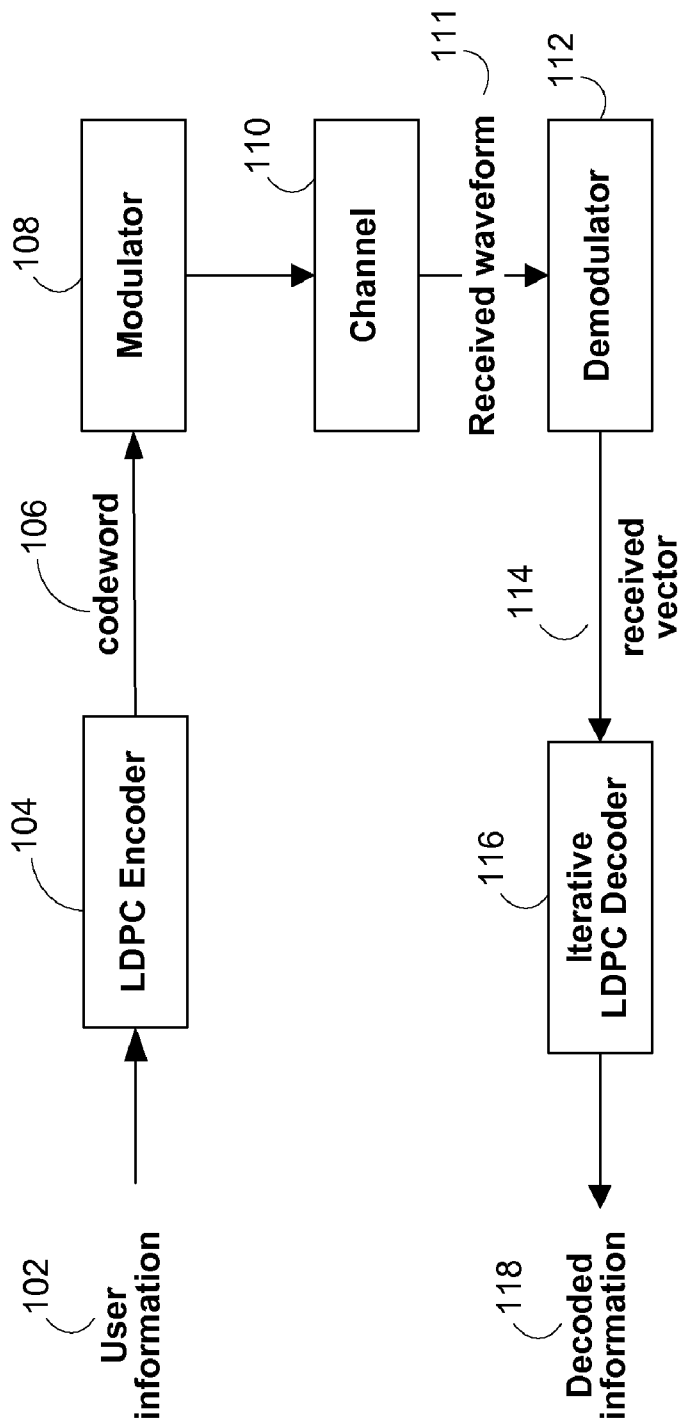 102
User
information
104
LDPC Encoder
106
codeword
108
Modulator
110
Channel
111
Received waveform
112
Demodulator
114
received
vector
116
Iterative
LDPC Decoder
118
Decoded
information